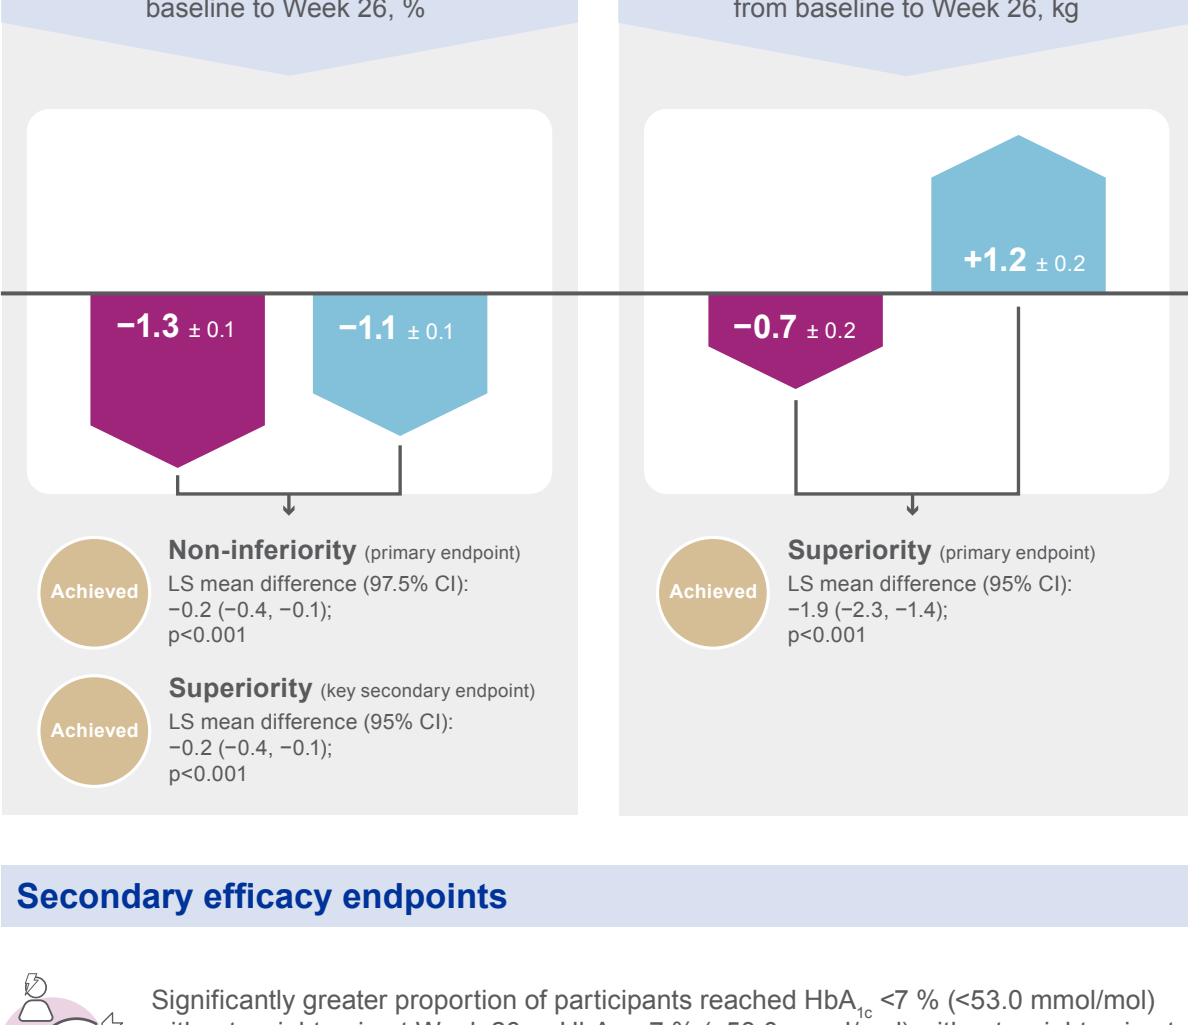 baseline to Week 26, %
from baseline to Week 26, kg
−1.3 ± 0.1
−1.1 ± 0.1
−0.7 ± 0.2
+1.2 ± 0.2
Achieved
Non-inferiority (primary endpoint)
LS mean difference (97.5% CI):
−0.2 (−0.4, −0.1);
p<0.001
Achieved
Superiority (key secondary endpoint)
LS mean difference (95% CI):
−0.2 (−0.4, −0.1);
p<0.001
Achieved
Superiority (primary endpoint)
LS mean difference (95% CI):
−1.9 (−2.3, −1.4);
p<0.001
Secondary efficacy endpoints
Significantly greater proportion of participants reached HbA1c <7 % (<53.0 mmol/mol)